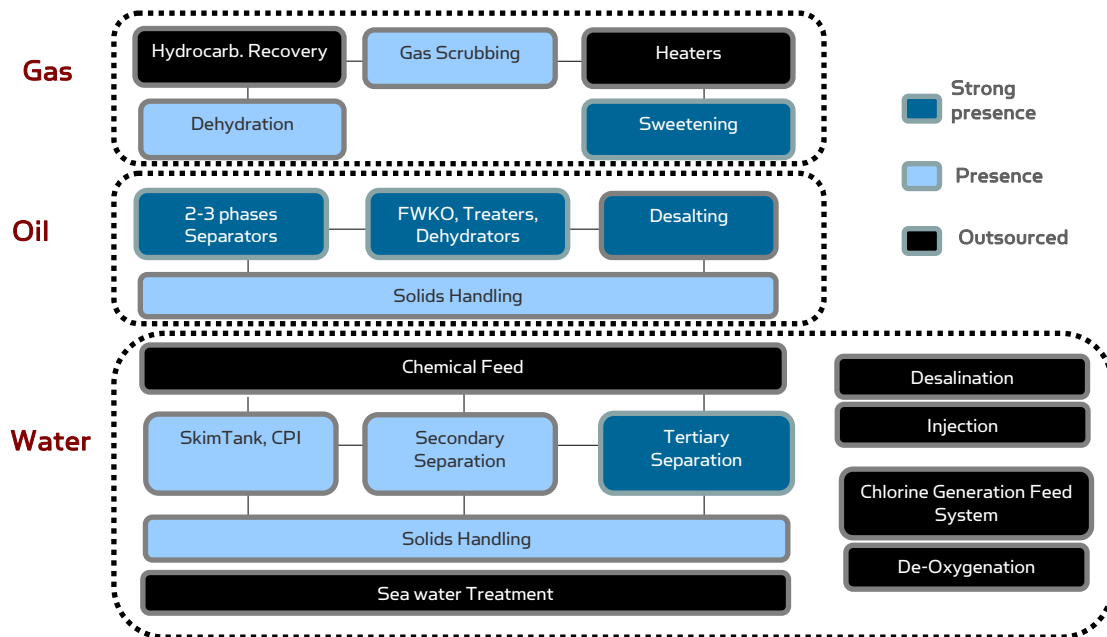 Gas
Hydrocarb. Recovery
Gas Scrubbing
Heaters
Dehydration
Sweetening
Strong
presence
Presence
Outsourced
Oil
2-3 phases
Separators
FWKO, Treaters,
Dehydrators
Desalting
Solids Handling
Water
Chemical Feed
SkimTank, CPI
Secondary
Separation
Tertiary
Separation
Solids Handling
Sea water Treatment
Desalination
Injection
Chlorine Generation Feed
System
De-Oxygenation